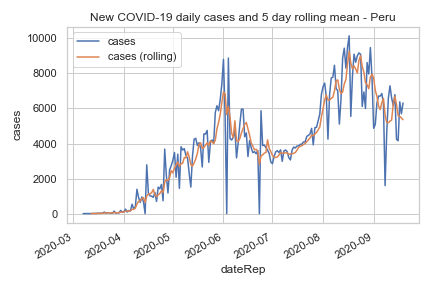 New COVID-19 daily cases and 5 day rolling mean - Peru
cases
cases (rolling)
10000
8000
6000
4000
2000
0
cases
2020-03
2020-04
2020-05
2020-06
2020-07
2020-08
2020-09
dateRep